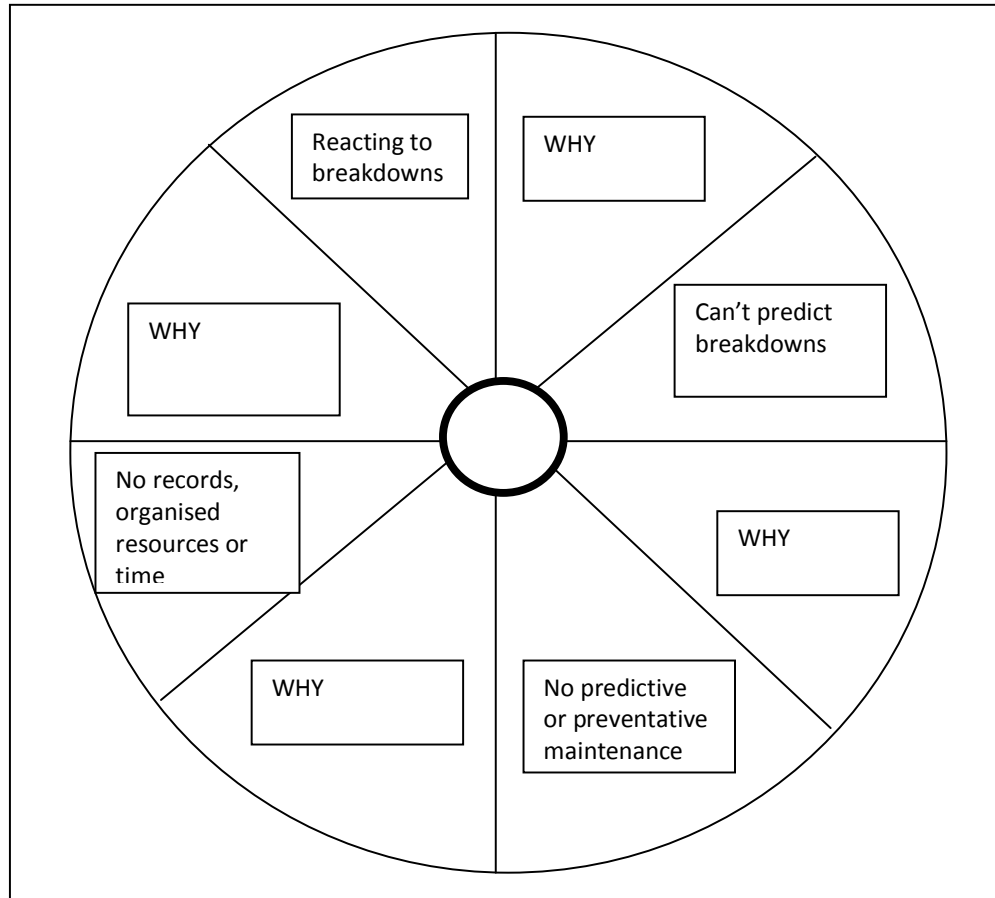 Reacting to
breakdowns
WHY
Can’t predict
breakdowns
WHY
No predictive
or preventative
maintenance
WHY
No records,
organised
resources or
time
WHY